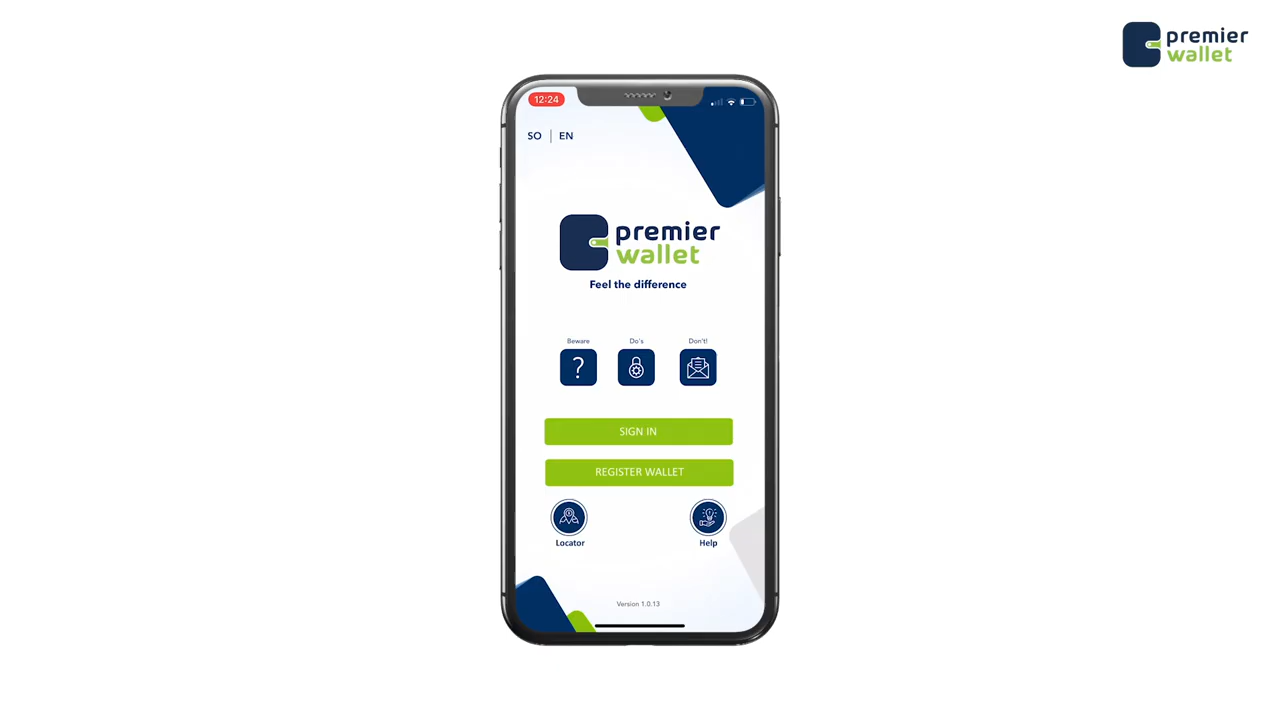 premier
wallet
12:24
SO | EN
premier
wallet
Feel the difference
Beware
Do's
Don't!
SIGN IN
REGISTER WALLET
Locator
Help
Version 1.0.13